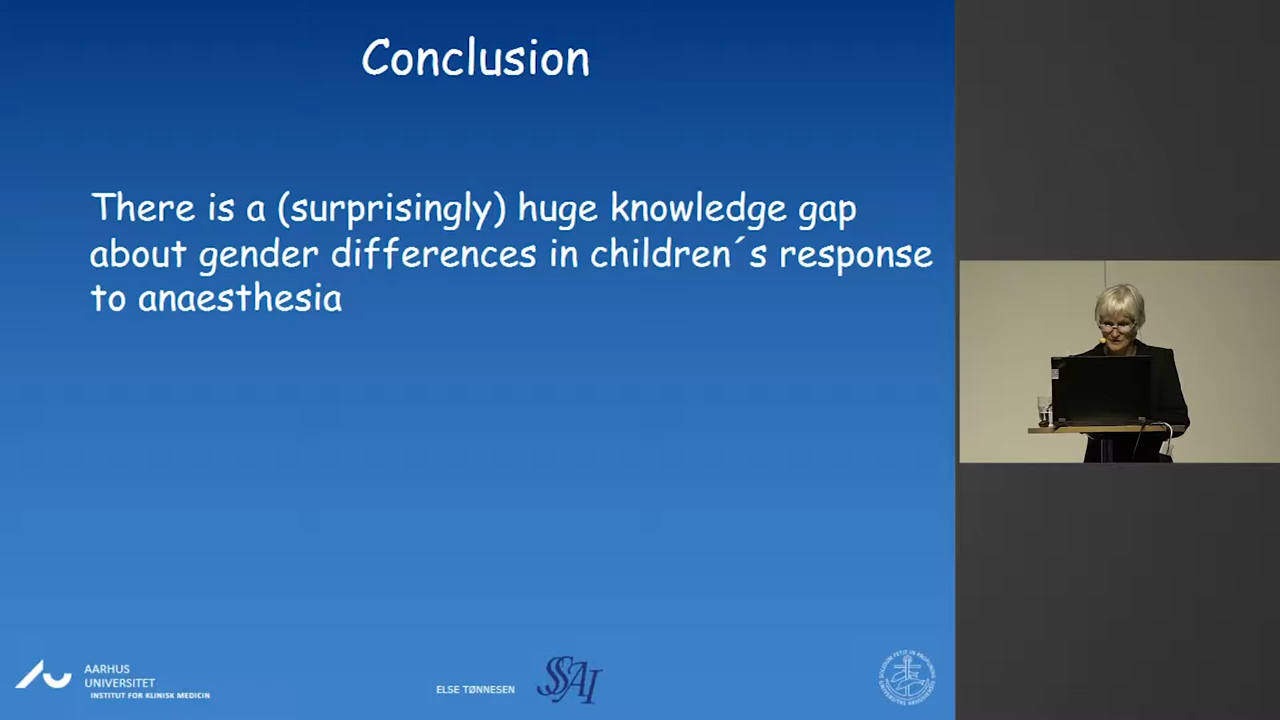 Conclusion
There is a (surprisingly) huge knowledge gap
about gender differences in children´s response
to anaesthesia
AARHUS
UNIVERSITET
INSTITUT FOR KLINISK MEDICIN
ELSE TØNNESEN
SSAI